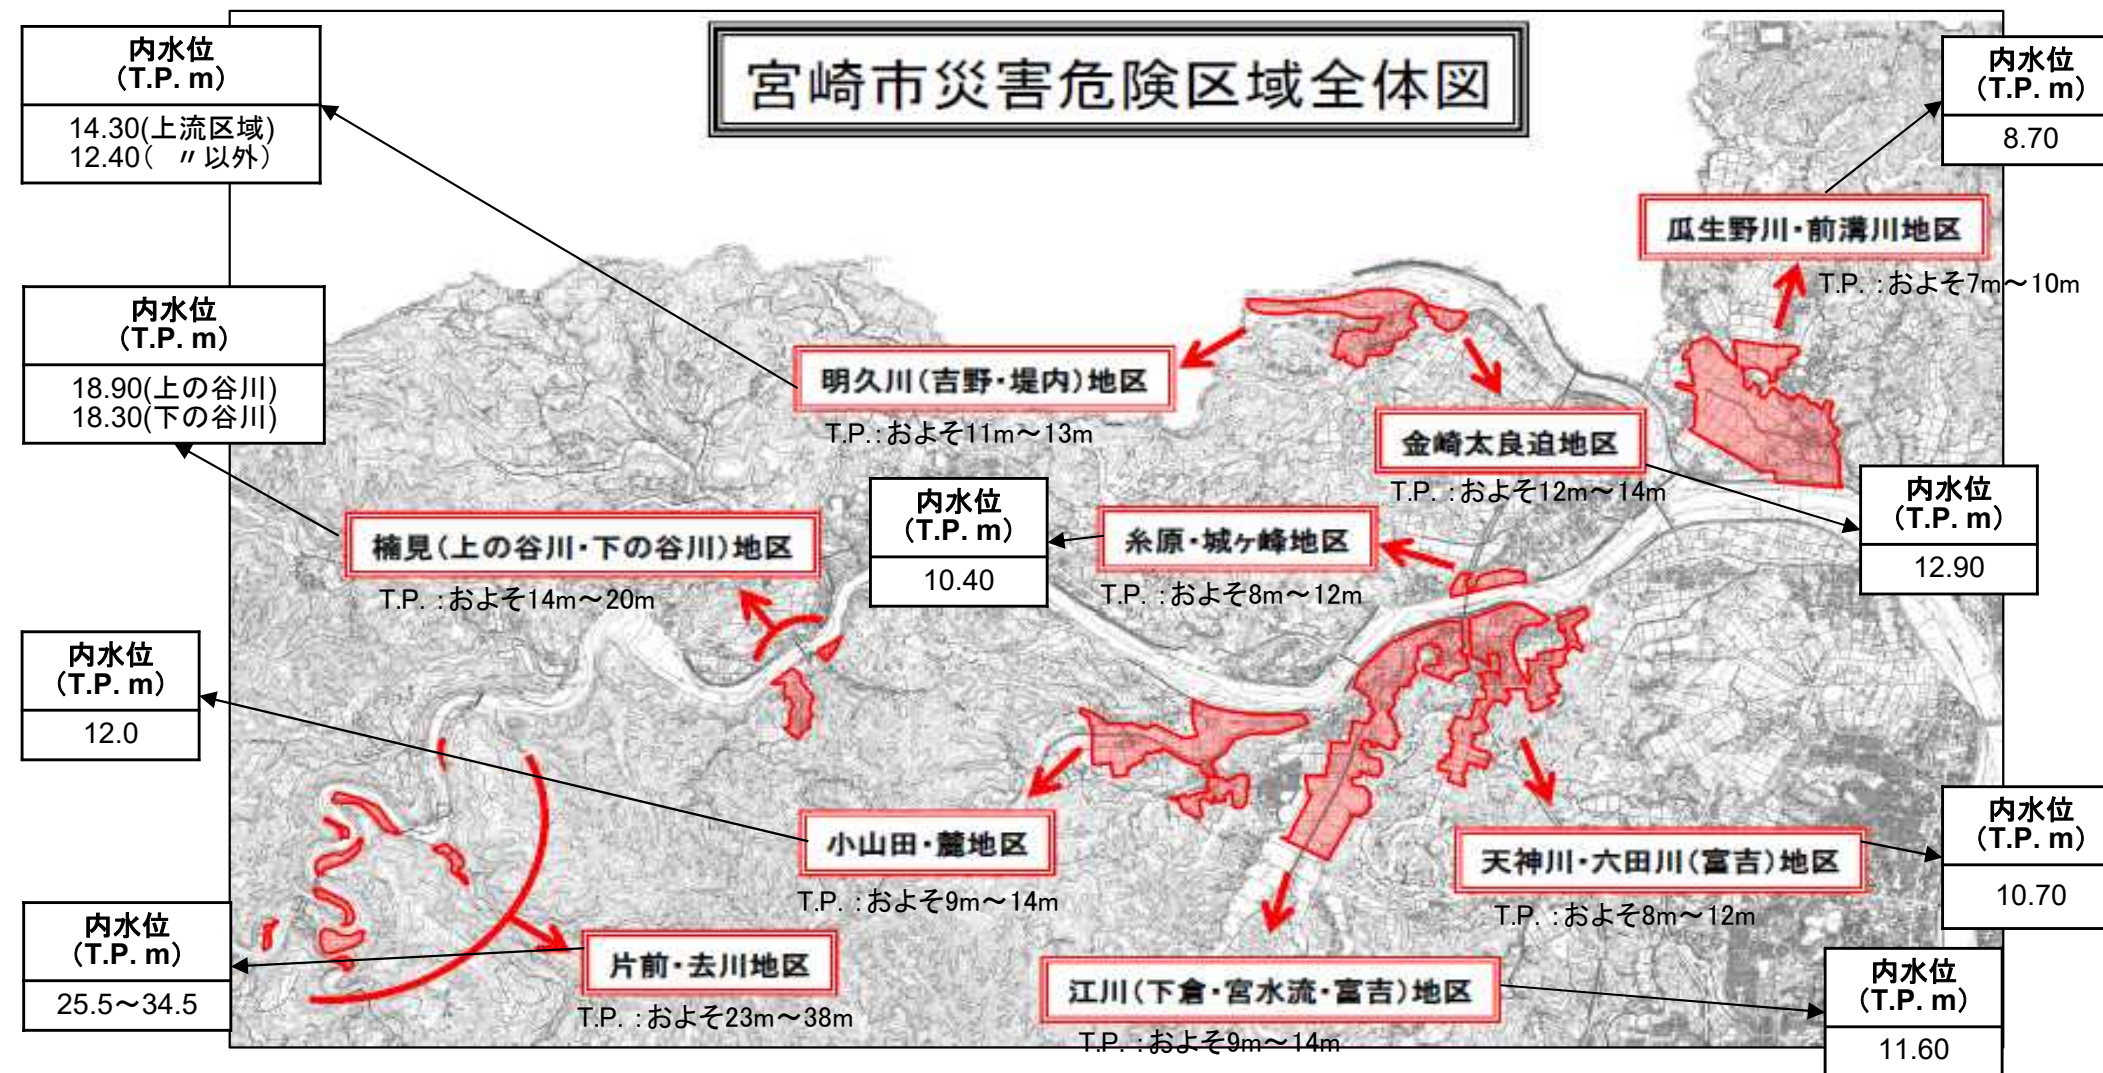 宮崎市災害危険区域全体図
内水位
（T.P. m）
14.30(上流区域)
12.40(　〃以外)
内水位
（T.P. m）
8.70
瓜生野川・前溝川地区
T.P.：およそ7m～10m
内水位
（T.P. m）
18.90(上の谷川)
18.30(下の谷川)
明久川（吉野・堤内）地区
T.P.：およそ11m～13m
金崎太良迫地区
T.P.：およそ12m～14m
内水位
（T.P. m）
12.90
楠見（上の谷川・下の谷川）地区
T.P.：およそ14m～20m
内水位
（T.P. m）
10.40
糸原・城ヶ峰地区
T.P.：およそ8m～12m
内水位
（T.P. m）
12.0
小山田・麓地区
T.P.：およそ9m～14m
天神川・六田川（富吉）地区
T.P.：およそ8m～12m
内水位
（T.P. m）
10.70
内水位
（T.P. m）
25.5～34.5
片前・去川地区
T.P.：およそ23m～38m
江川（下倉・宮水流・富吉）地区
T.P.：およそ9m～14m
内水位
（T.P. m）
11.60